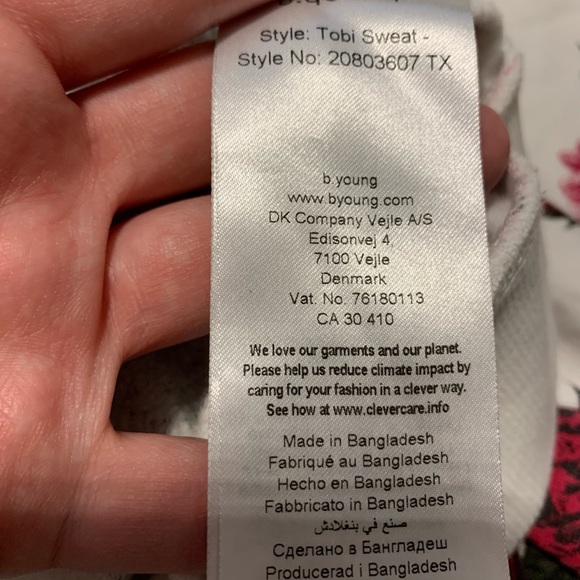 Style: Tobi Sweat -
Style No: 20803607 TX
b.young
www.byoung.com
DK Company Vejle A/S
Edisonvej 4,
7100 Vejle
Denmark
Vat. No. 76180113
CA 30 410
We love our garments and our planet.
Please help us reduce climate impact by
caring for your fashion in a clever way.
See how at www.clevercare.info
Made in Bangladesh
Fabriqué au Bangladesh
Hecho en Bangladesh
Fabbricato in Bangladesh
صنع في بنغلادش
Сделано в Бангладеш
Producerad i Bangladesh